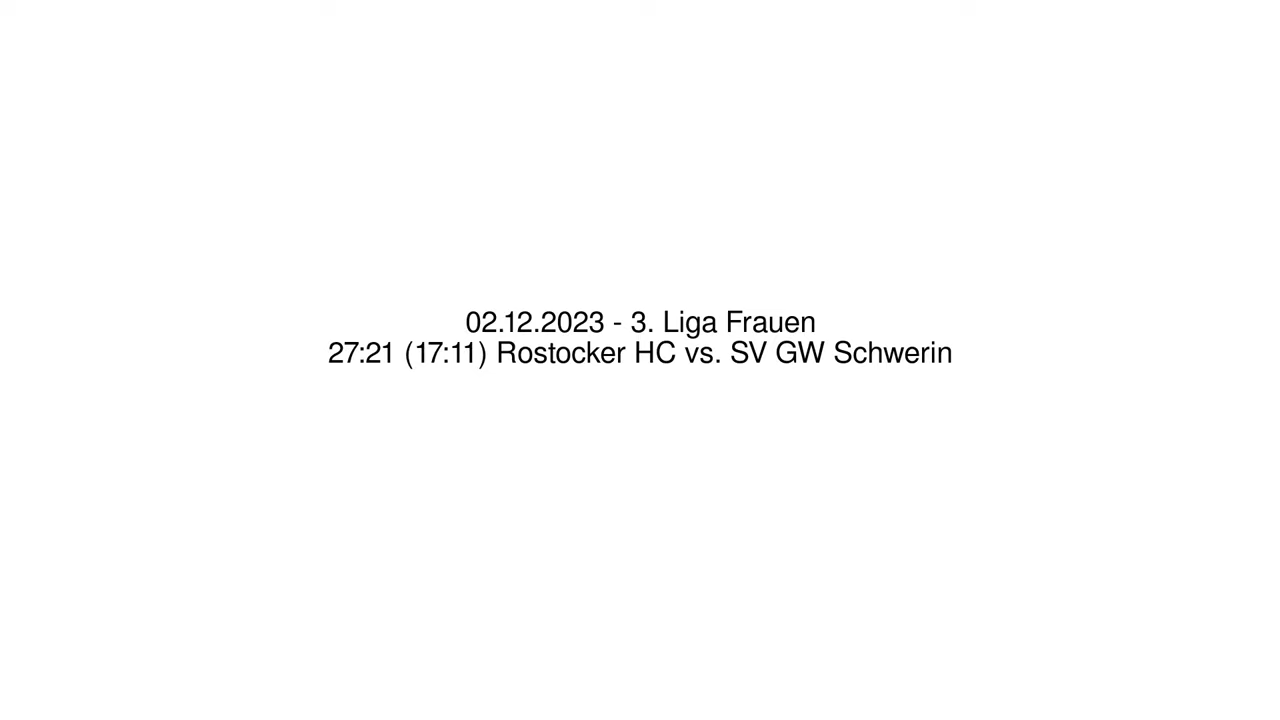 02.12.2023 - 3. Liga Frauen
27:21 (17:11) Rostocker HC vs. SV GW Schwerin